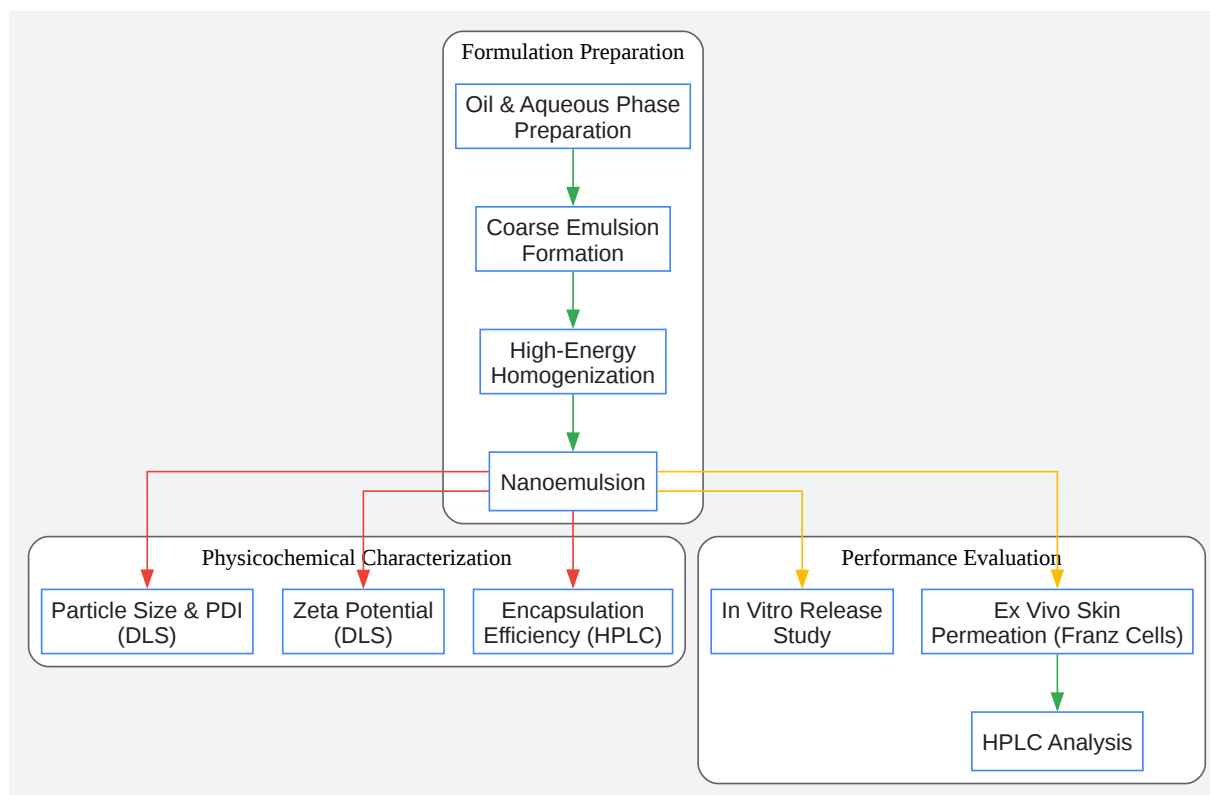 Formulation Preparation
Oil & Aqueous Phase
Preparation
Coarse Emulsion
Formation
High-Energy
Homogenization
Nanoemulsion
Physicochemical Characterization
Particle Size & PDI
(DLS)
Zeta Potential
(DLS)
Encapsulation
Efficiency (HPLC)
Performance Evaluation
In Vitro Release
Study
Ex Vivo Skin
Permeation (Franz Cells)
HPLC Analysis